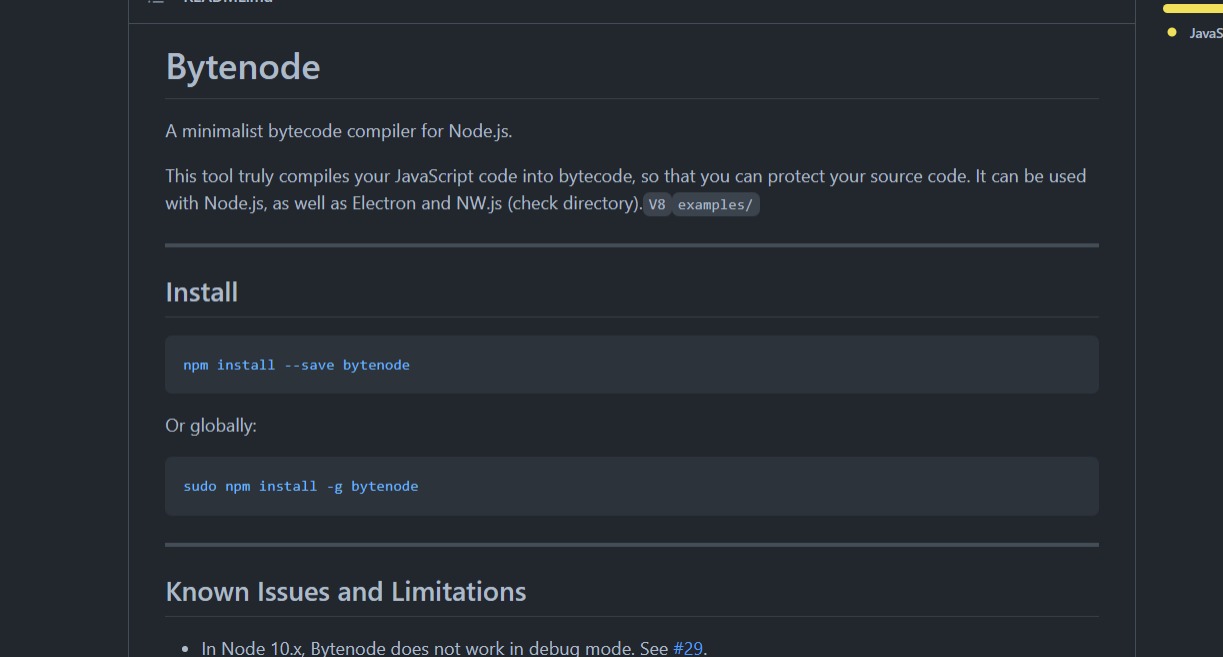 README.md
JavaS
Bytenode
A minimalist bytecode compiler for Node.js.
This tool truly compiles your JavaScript code into bytecode, so that you can protect your source code. It can be used
with Node.js, as well as Electron and NW.js (check directory). V8 examples/
Install
npm install --save bytenode
Or globally:
sudo npm install -g bytenode
Known Issues and Limitations
• In Node 10.x, Bytenode does not work in debug mode. See #29.